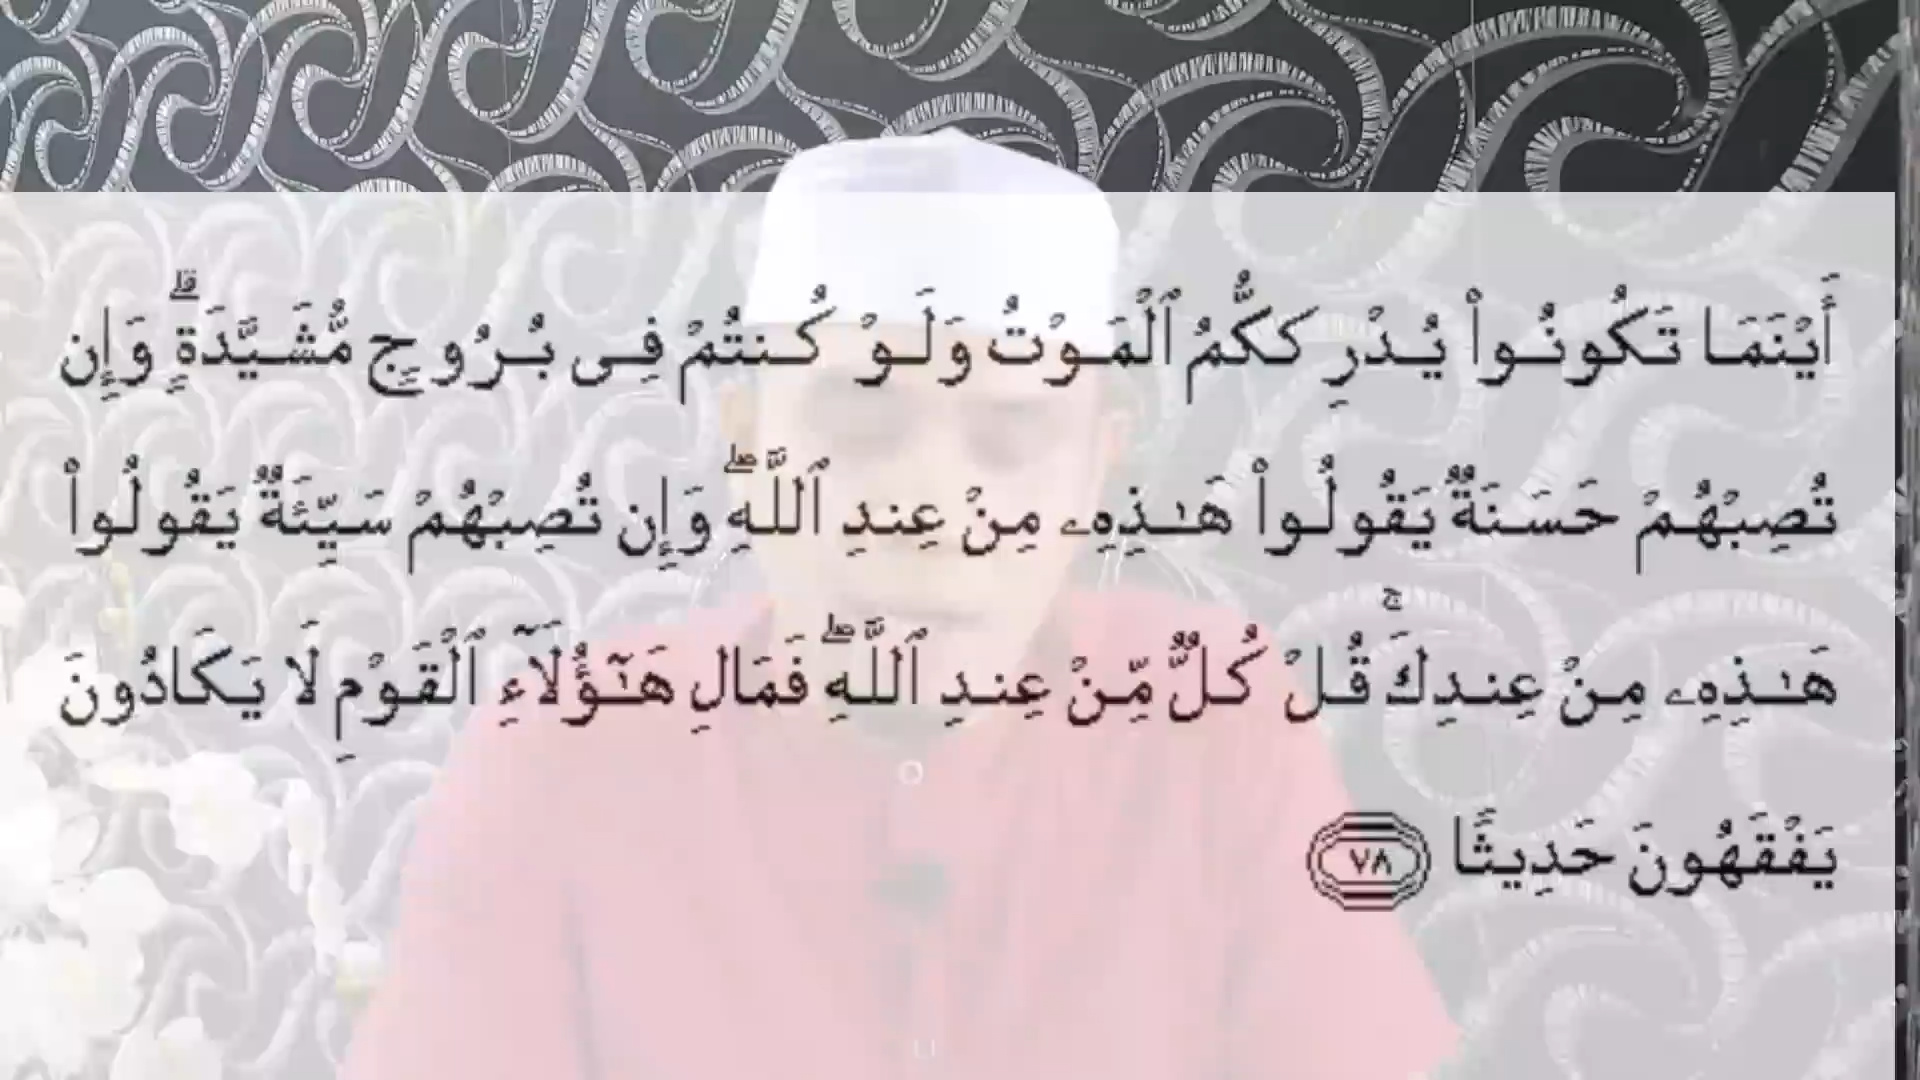 أَيْنَمَا تَكُونُوا۟ يُدْرِككُّمُ ٱلْمَوْتُ وَلَوْ كُنتُمْ فِى بُرُوجٍ مُّشَيَّدَةٍ ۗ وَإِن
تُصِبْهُمْ حَسَنَةٌ يَقُولُوا۟ هَـٰذِهِۦ مِنْ عِندِ ٱللَّهِ ۖ وَإِن تُصِبْهُمْ سَيِّئَةٌ يَقُولُوا۟
هَـٰذِهِۦ مِنْ عِندِكَ ۚ قُلْ كُلٌّ مِّنْ عِندِ ٱللَّهِ ۖ فَمَالِ هَـٰٓؤُلَآءِ ٱلْقَوْمِ لَا يَكَادُونَ
يَفْقَهُونَ حَدِيثًا ٧٨